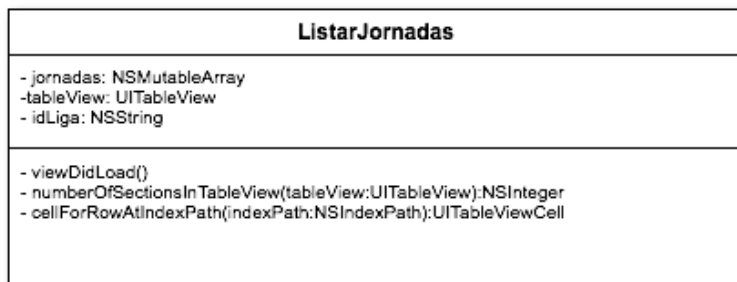 ListarJornadas
- jornadas: NSMutableArray
-tableView: UITableView
- idLiga: NSString
- viewDidLoad()
- numberOfSectionsInTableView(tableView:UITableView):NSInteger
- cellForRowAtIndexPath(indexPath:NSIndexPath):UITableViewCell